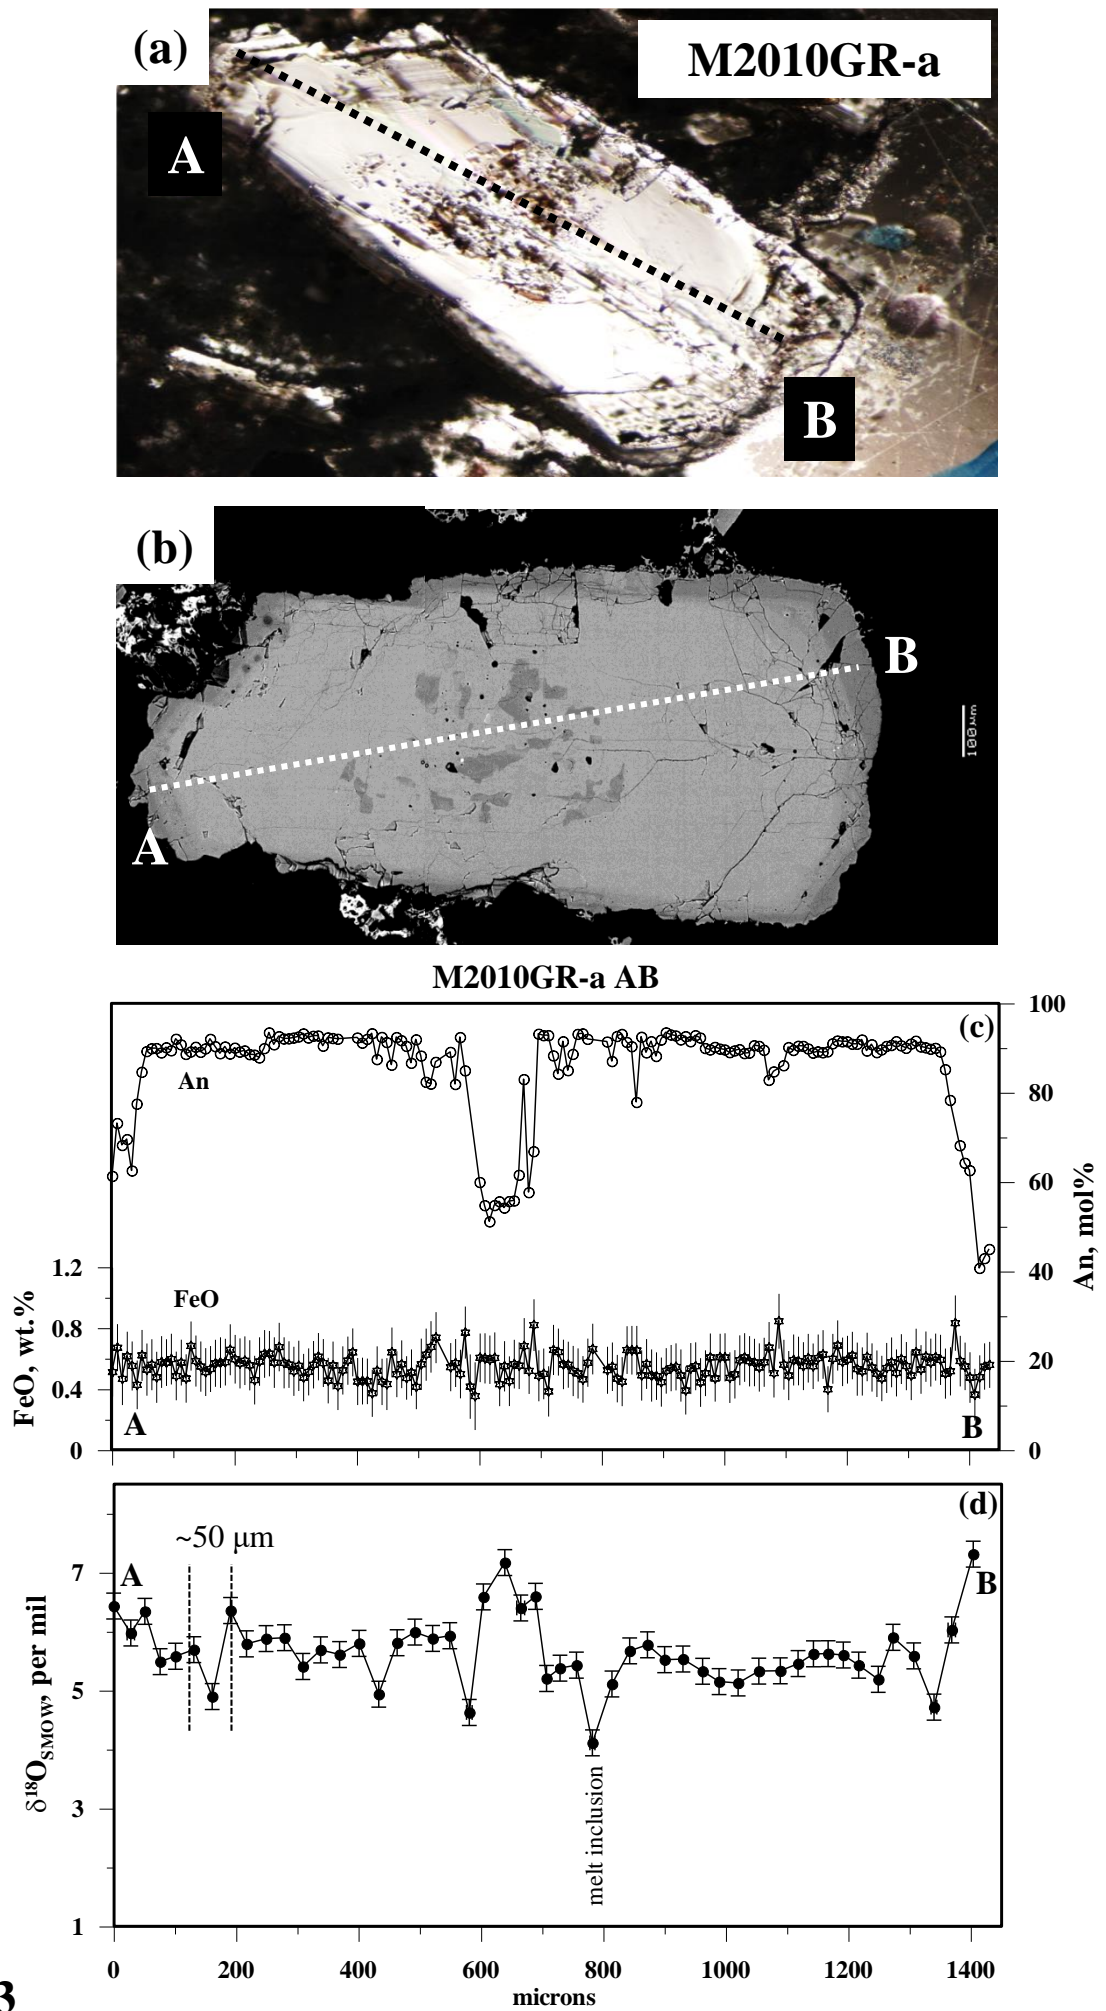 (a)
M2010GR-a
A
B
(b)
B
A
100μm
M2010GR-a AB
(c)
An
FeO
FeO, wt.%
1.2
0.8
0.4
0
An, mol%
100
80
60
40
20
0
A
B
(d)
~50 μm
A
B
δ¹⁸O_SMOW, per mil
7
5
3
1
melt inclusion
0 200 400 600 800 1000 1200 1400
microns
3